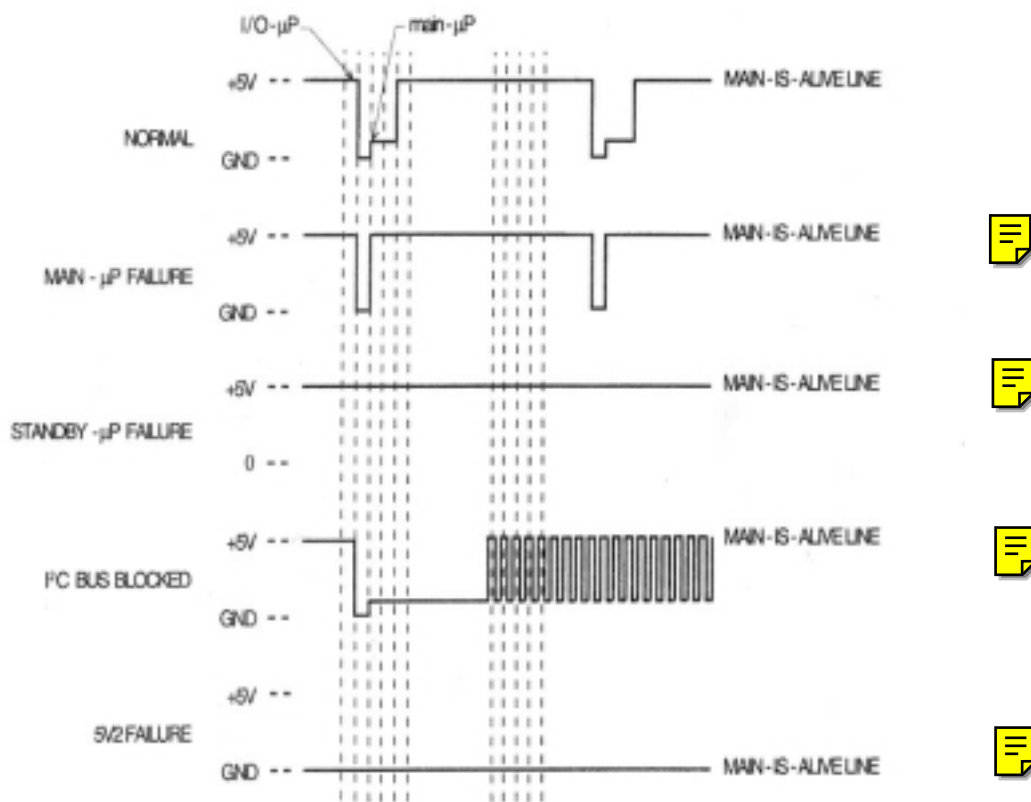 I/O-µP main-µP
+5V -- MAIN-IS-ALIVE LINE
NORMAL
GND --
+5V -- MAIN-IS-ALIVE LINE
MAIN - µP FAILURE
GND --
+5V -- MAIN-IS-ALIVE LINE
STANDBY -µP FAILURE
0 --
+5V -- MAIN-IS-ALIVE LINE
I²C BUS BLOCKED
GND --
+5V --
5V2 FAILURE
GND -- MAIN-IS-ALIVE LINE